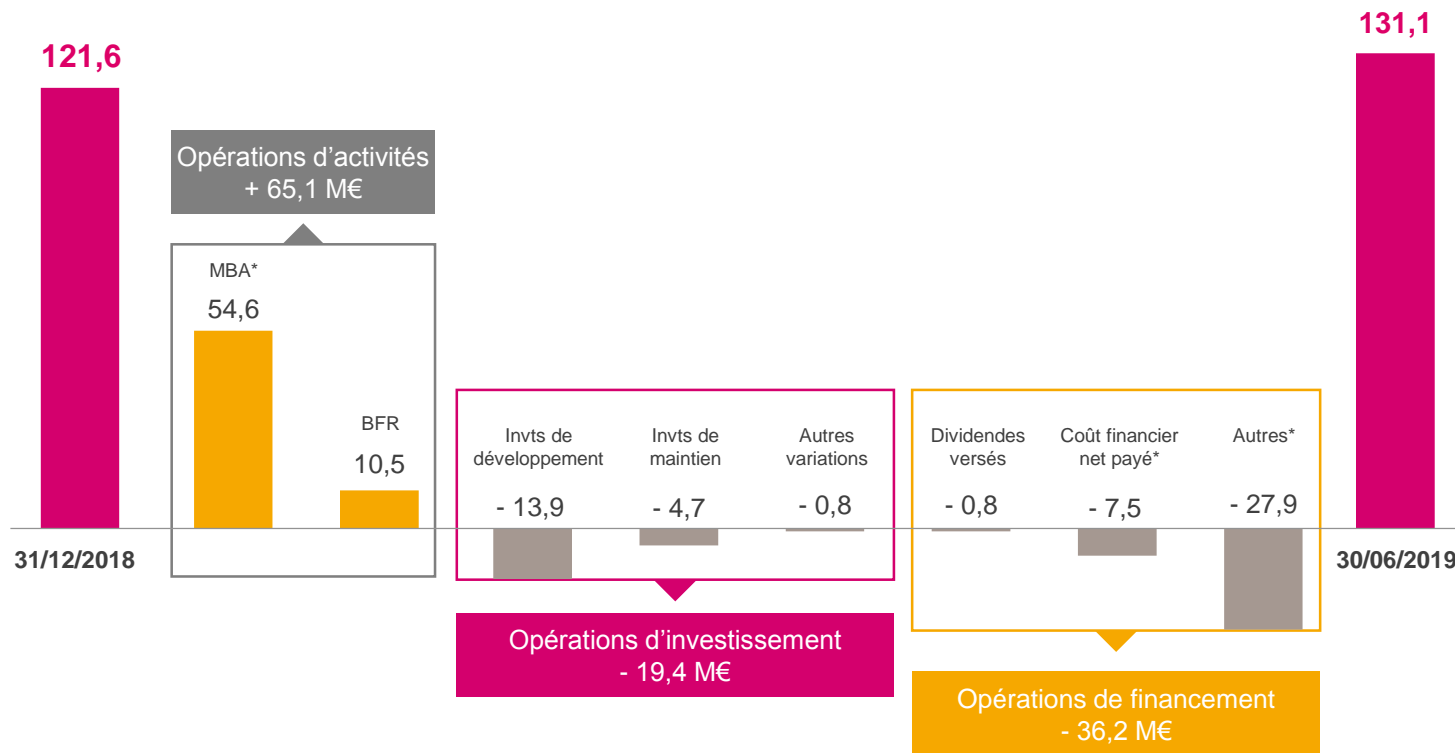 121,6
131,1
Opérations d’activités
+ 65,1 M€
MBA*
54,6
BFR
10,5
Invts de
développement
- 13,9
Invts de
maintien
- 4,7
Autres
variations
- 0,8
Dividendes
versés
- 0,8
Coût financier
net payé*
- 7,5
Autres*
- 27,9
31/12/2018
30/06/2019
Opérations d’investissement
- 19,4 M€
Opérations de financement
- 36,2 M€